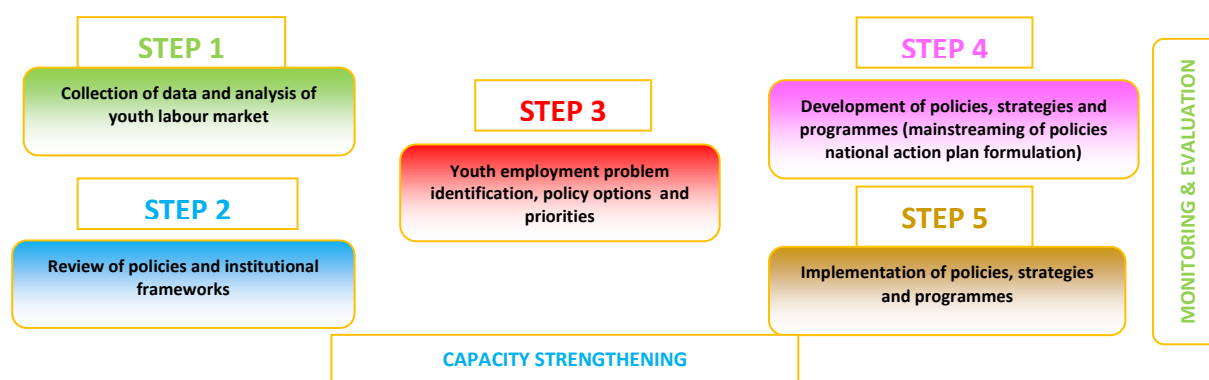 STEP 1
Collection of data and analysis of
youth labour market
STEP 2
Review of policies and institutional
frameworks
STEP 3
Youth employment problem
identification, policy options and
priorities
STEP 4
Development of policies, strategies and
programmes (mainstreaming of policies
national action plan formulation)
STEP 5
Implementation of policies, strategies
and programmes
MONITORING & EVALUATION
CAPACITY STRENGTHENING